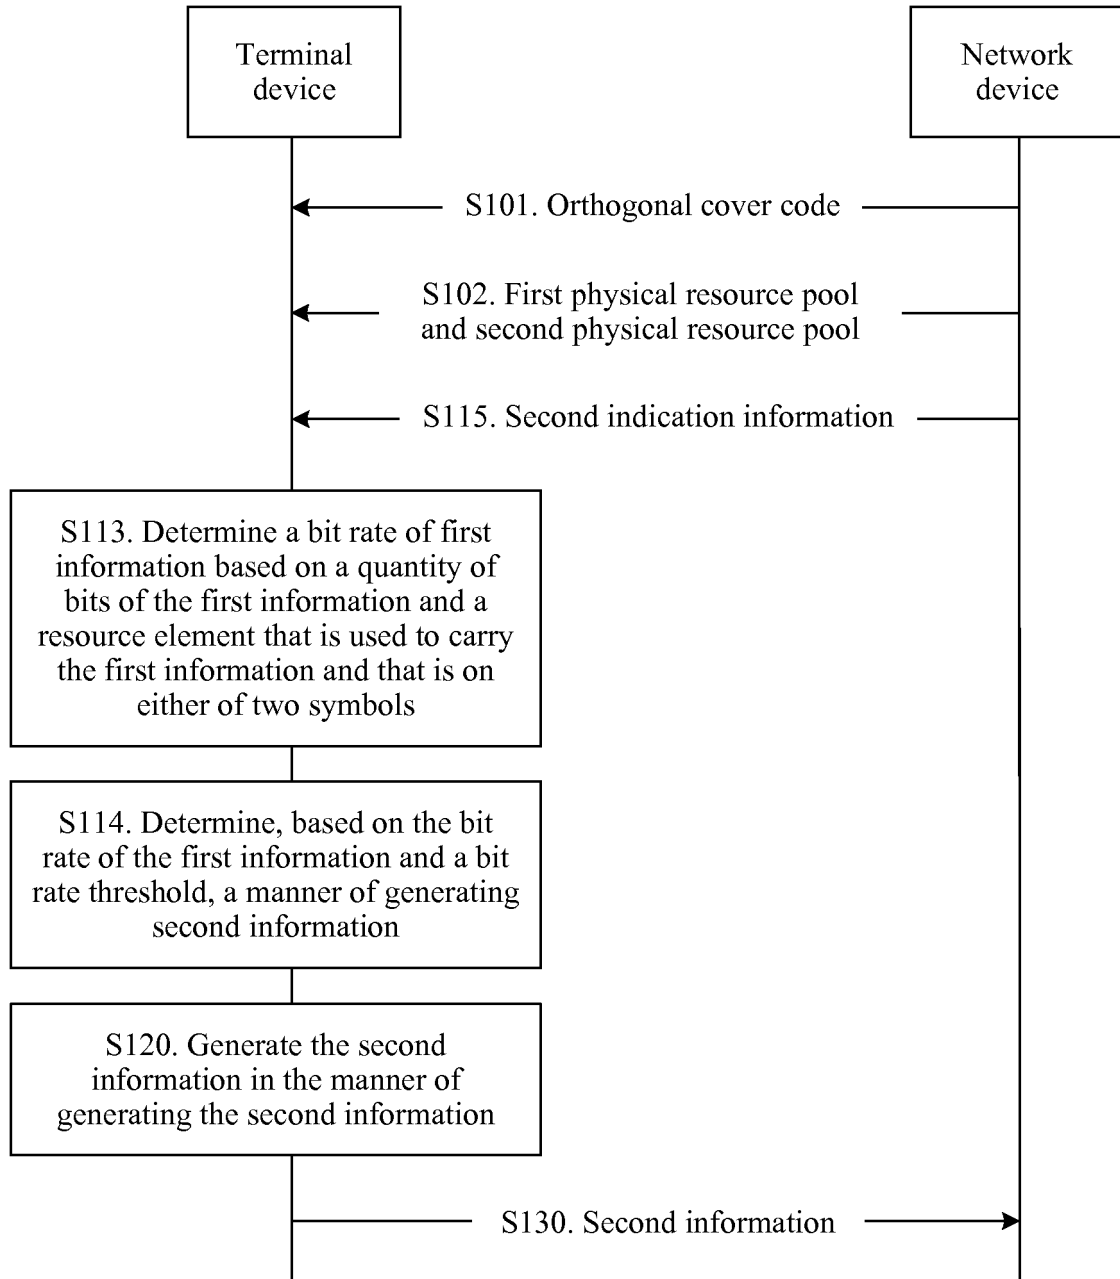 Terminal
device
Network
device
S101. Orthogonal cover code
S102. First physical resource pool
and second physical resource pool
S115. Second indication information
S113. Determine a bit rate of first
information based on a quantity of
bits of the first information and a
resource element that is used to carry
the first information and that is on
either of two symbols
S114. Determine, based on the bit
rate of the first information and a bit
rate threshold, a manner of generating
second information
S120. Generate the second
information in the manner of
generating the second information
S130. Second information